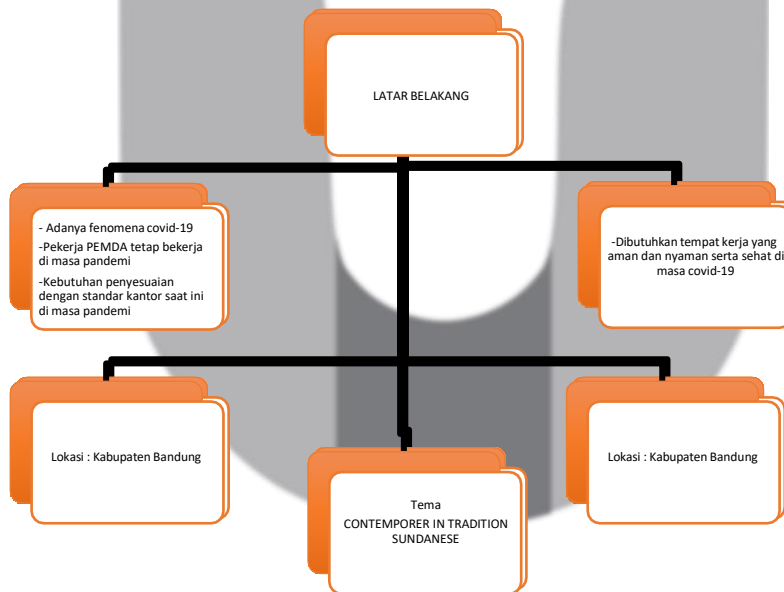 LATAR BELAKANG
- Adanya fenomena covid-19
-Pekerja PEMDA tetap bekerja
di masa pandemi
-Kebutuhan penyesuaian
dengan standar kantor saat ini
di masa pandemi
-Dibutuhkan tempat kerja yang
aman dan nyaman serta sehat di
masa covid-19
Lokasi : Kabupaten Bandung
Tema
CONTEMPORER IN TRADITION
SUNDANESE
Lokasi : Kabupaten Bandung